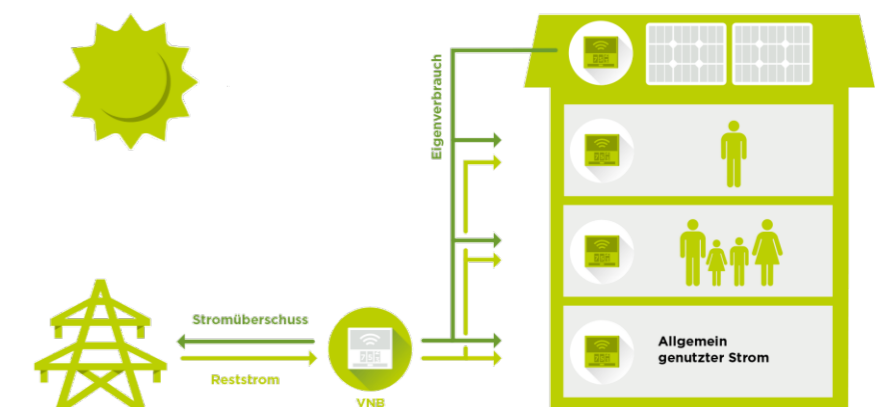 Eigenverbrauch
Stromüberschuss
Reststrom
VNB
Allgemein
genutzter Strom